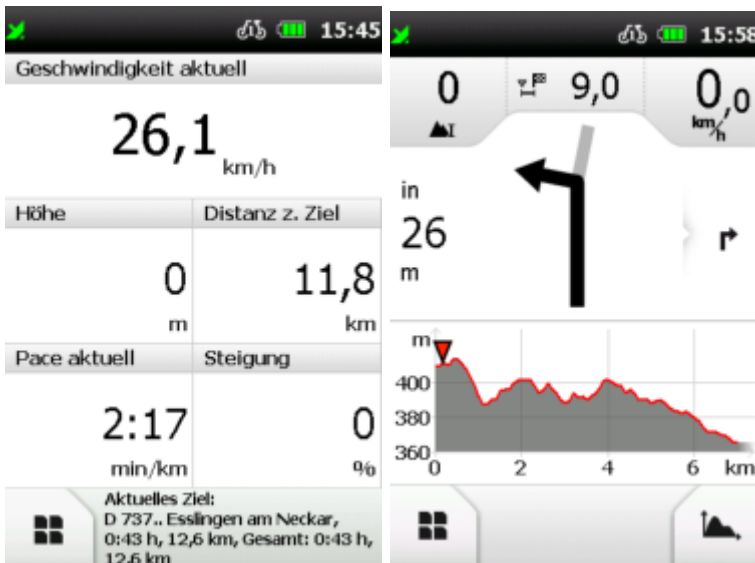 15:45
Geschwindigkeit aktuell
26,1 km/h
Höhe
Distanz z. Ziel
0
11,8
m
km
Pace aktuell
Steigung
2:17
0
min/km
%
Aktuelles Ziel:
D 737.. Esslingen am Neckar,
0:43 h, 12,6 km, Gesamt: 0:43 h,
12,6 km
15:58
0
9,0
0,0
km/h
in
26
m
m
400
380
360
0
2
4
6
km